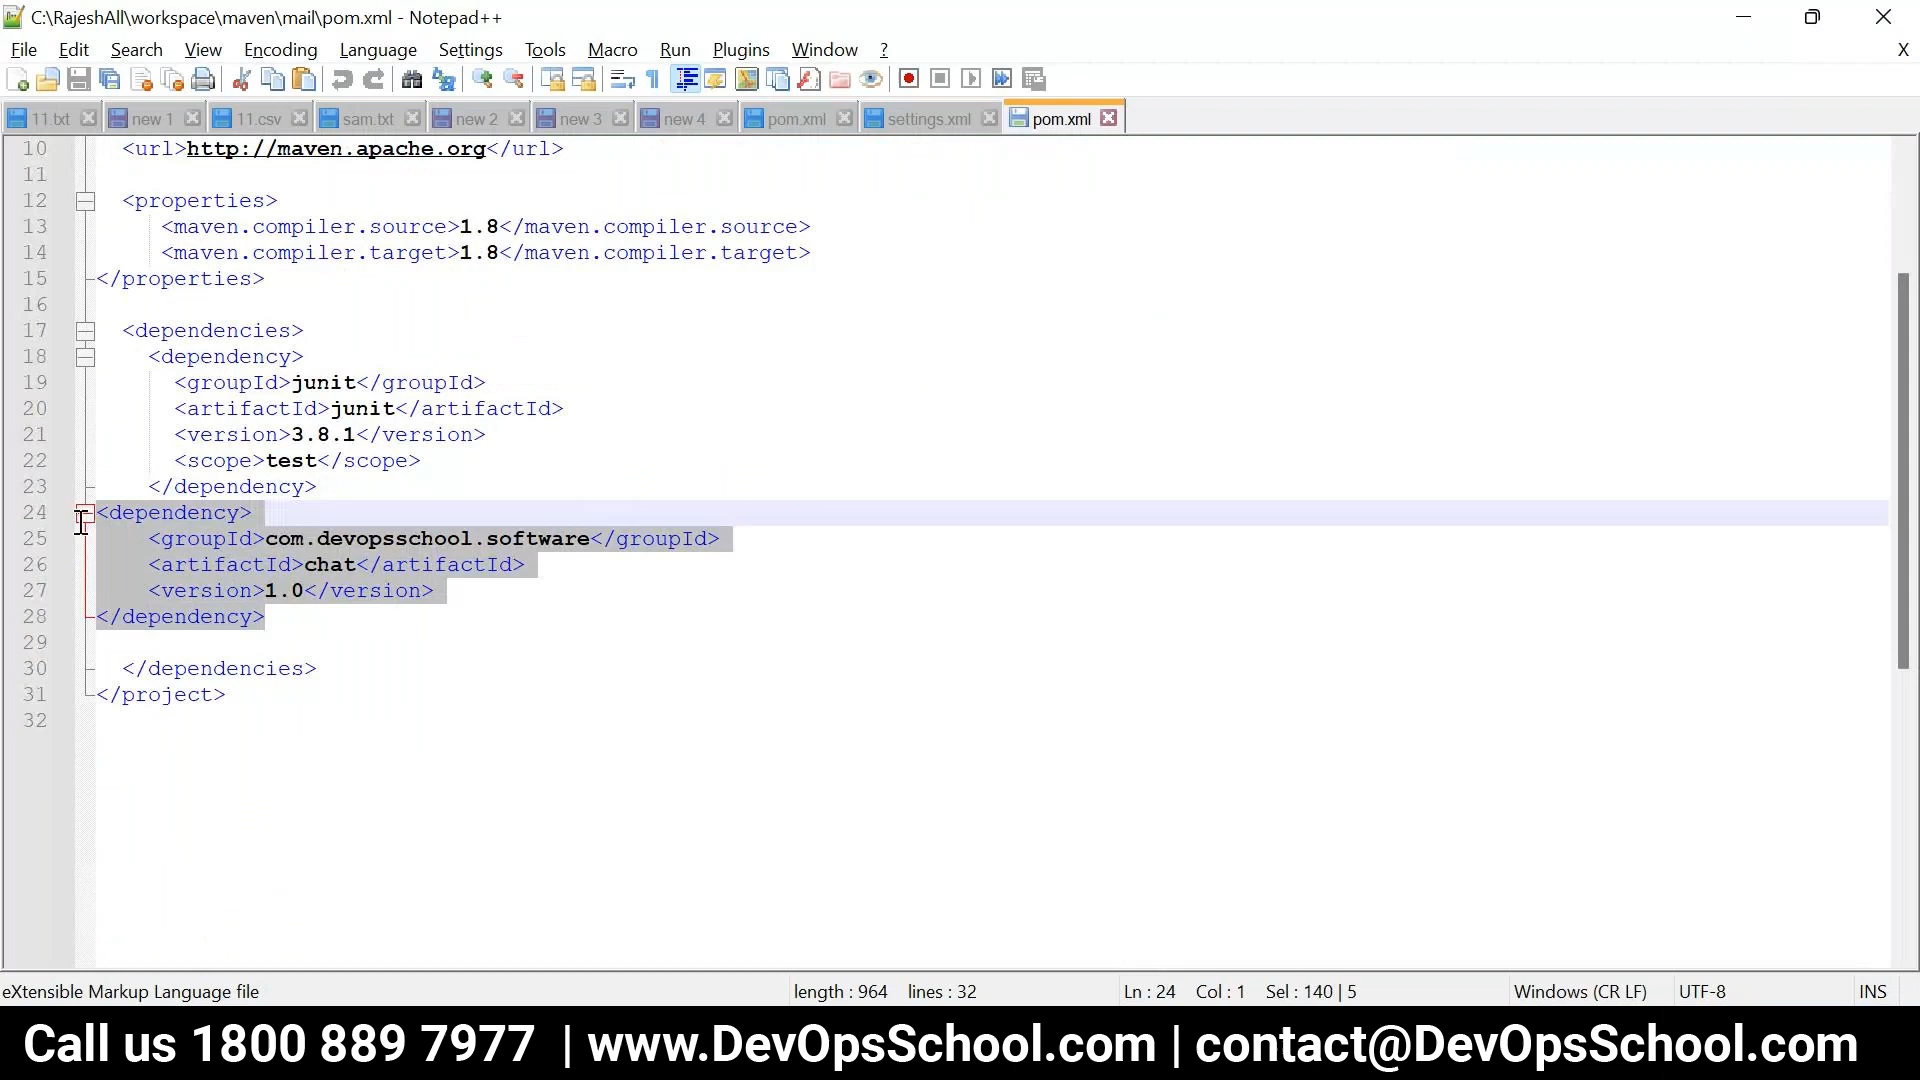 C:\RajeshAll\workspace\maven\mail\pom.xml - Notepad++
File Edit Search View Encoding Language Settings Tools Macro Run Plugins Window ? X
11.txt new 1 11.csv sam.txt new 2 new 3 new 4 pom.xml settings.xml pom.xml
10 <url>http://maven.apache.org</url>
11
12 <properties>
13 <maven.compiler.source>1.8</maven.compiler.source>
14 <maven.compiler.target>1.8</maven.compiler.target>
15 </properties>
16
17 <dependencies>
18 <dependency>
19 <groupId>junit</groupId>
20 <artifactId>junit</artifactId>
21 <version>3.8.1</version>
22 <scope>test</scope>
23 </dependency>
24 <dependency>
25 <groupId>com.devopsschool.software</groupId>
26 <artifactId>chat</artifactId>
27 <version>1.0</version>
28 </dependency>
29
30 </dependencies>
31 </project>
32
eXtensible Markup Language file length : 964 lines : 32 Ln : 24 Col : 1 Sel : 140 | 5 Windows (CR LF) UTF-8 INS
Call us 1800 889 7977 | www.DevOpsSchool.com | contact@DevOpsSchool.com